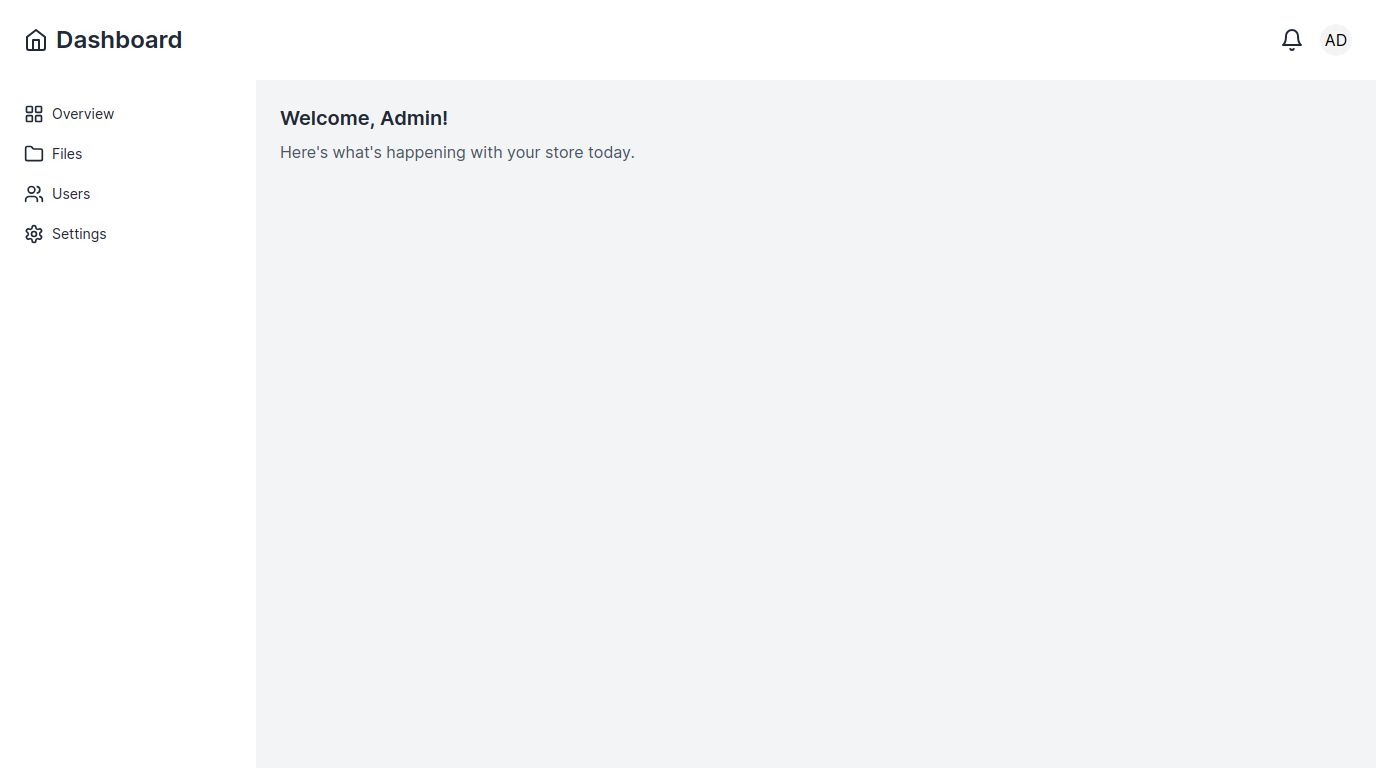 Dashboard
AD
Overview
Files
Users
Settings
Welcome, Admin!
Here's what's happening with your store today.